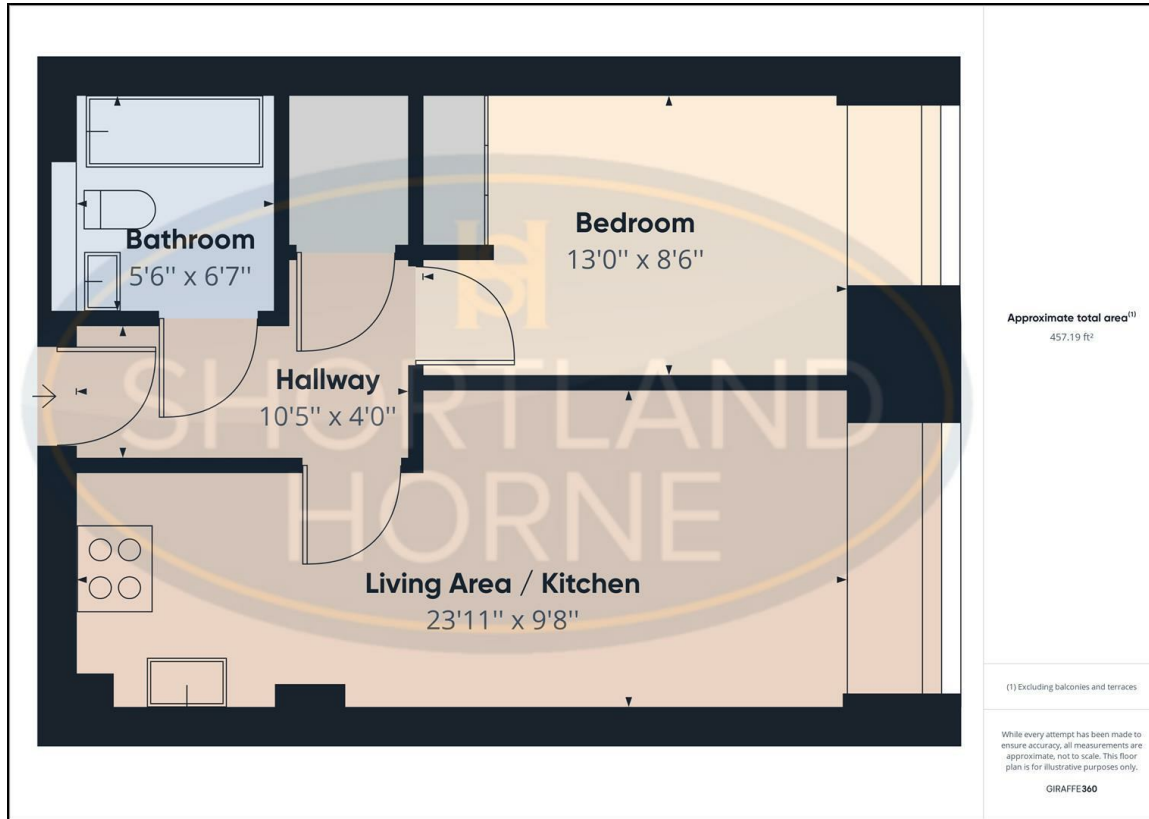 Bathroom
5'6'' x 6'7''
Bedroom
13'0'' x 8'6''
Hallway
10'5'' x 4'0''
Living Area / Kitchen
23'11'' x 9'8''
SH
SHORTLAND
HORNE
Approximate total area(1)
457.19 ft²
(1) Excluding balconies and terraces
While every attempt has been made to
ensure accuracy, all measurements are
approximate, not to scale. This floor
plan is for illustrative purposes only.
GIRAFFE360